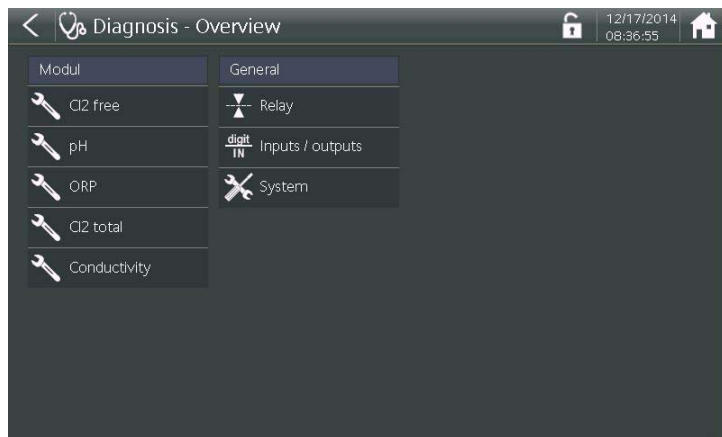 Diagnosis - Overview
12/17/2014
08:36:55
Modul
Cl2 free
pH
ORP
Cl2 total
Conductivity
General
Relay
digit
IN
Inputs / outputs
System